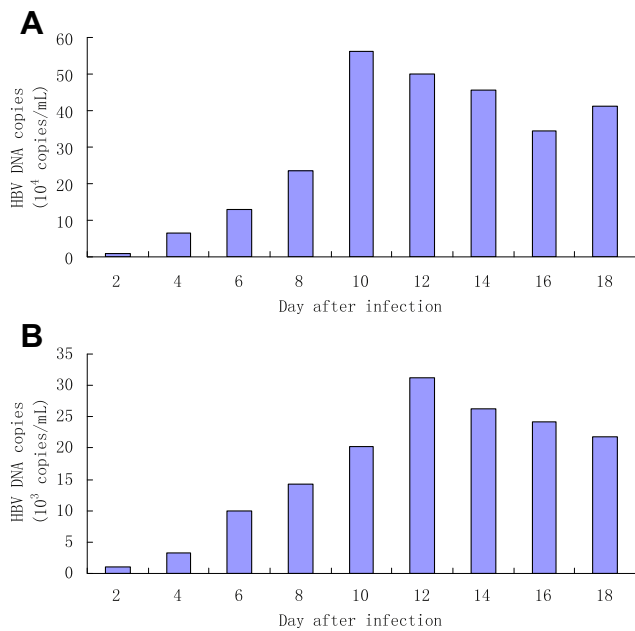 A
HBV DNA copies
(10⁴ copies/mL)
60
50
40
30
20
10
0
2 4 6 8 10 12 14 16 18
Day after infection
B
HBV DNA copies
(10³ copies/mL)
35
30
25
20
15
10
5
0
2 4 6 8 10 12 14 16 18
Day after infection